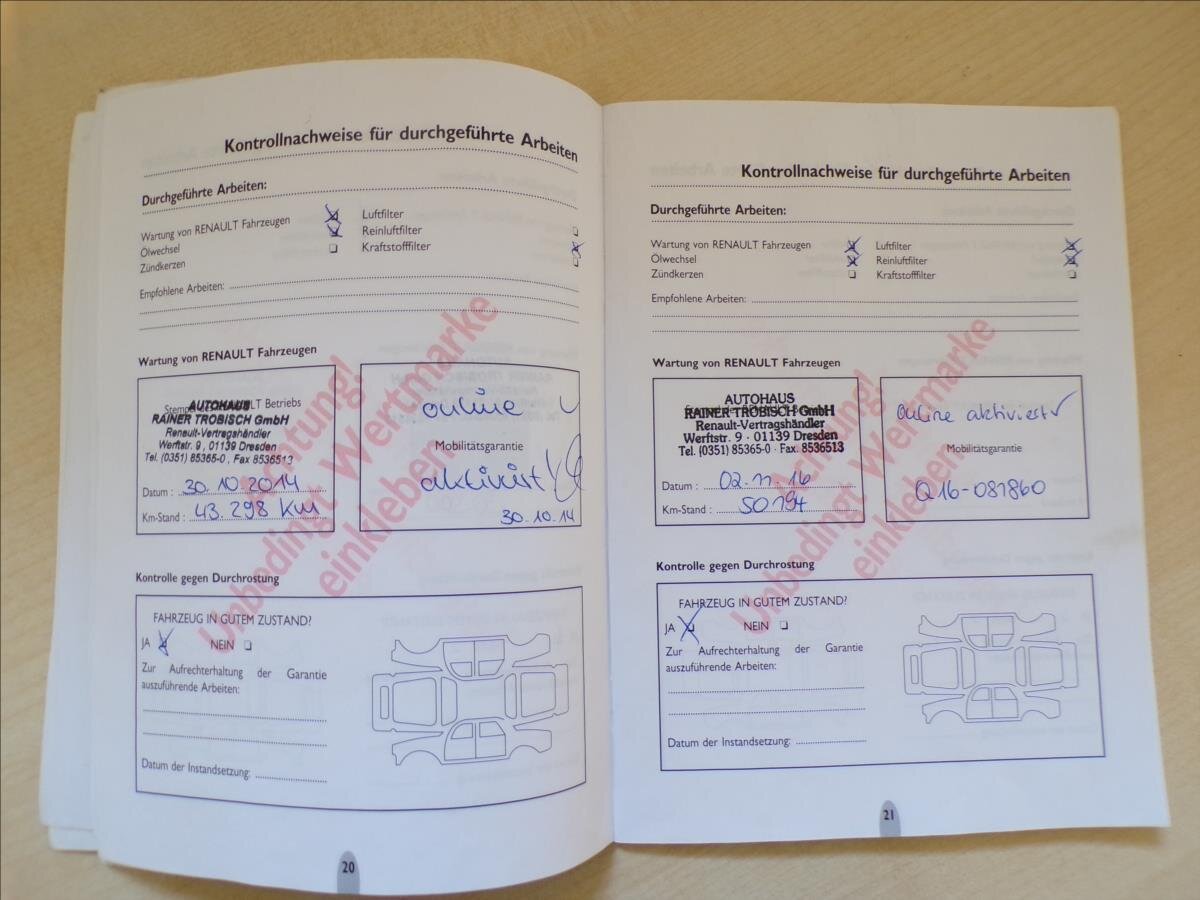 Kontrollnachweise für durchgeführte Arbeiten
Durchgeführte Arbeiten:
Wartung von RENAULT Fahrzeugen
Ölwechsel
Zündkerzen
Luftfilter
Reinluftfilter
Kraftstofffilter
Empfohlene Arbeiten:
Wartung von RENAULT Fahrzeugen
AUTOHAUS
RAINER TROBISCH GmbH
Renault-Vertragshändler
Werftstr. 9 , 01139 Dresden
Tel. (0351) 85365-0 , Fax 8536513
Datum : 30.10.2014
Km-Stand : 43.298 km
online
Mobilitätsgarantie
aktiviert
30.10.14
Achtung!
Unbedingt Wertmarke
einkleben
Kontrolle gegen Durchrostung
FAHRZEUG IN GUTEM ZUSTAND?
JA NEIN
Zur Aufrechterhaltung der Garantie
auszuführende Arbeiten:
Datum der Instandsetzung:
20
Kontrollnachweise für durchgeführte Arbeiten
Durchgeführte Arbeiten:
Wartung von RENAULT Fahrzeugen
Ölwechsel
Zündkerzen
Luftfilter
Reinluftfilter
Kraftstofffilter
Empfohlene Arbeiten:
Wartung von RENAULT Fahrzeugen
AUTOHAUS
RAINER TROBISCH GmbH
Renault-Vertragshändler
Werftstr. 9 · 01139 Dresden
Tel. (0351) 85365-0 · Fax. 8536513
Datum : 02.11.16
Km-Stand : 50194
Online aktiviert
Mobilitätsgarantie
Q16-081860
Achtung!
Unbedingt Wertmarke
einkleben
Kontrolle gegen Durchrostung
FAHRZEUG IN GUTEM ZUSTAND?
JA NEIN
Zur Aufrechterhaltung der Garantie
auszuführende Arbeiten:
Datum der Instandsetzung:
21